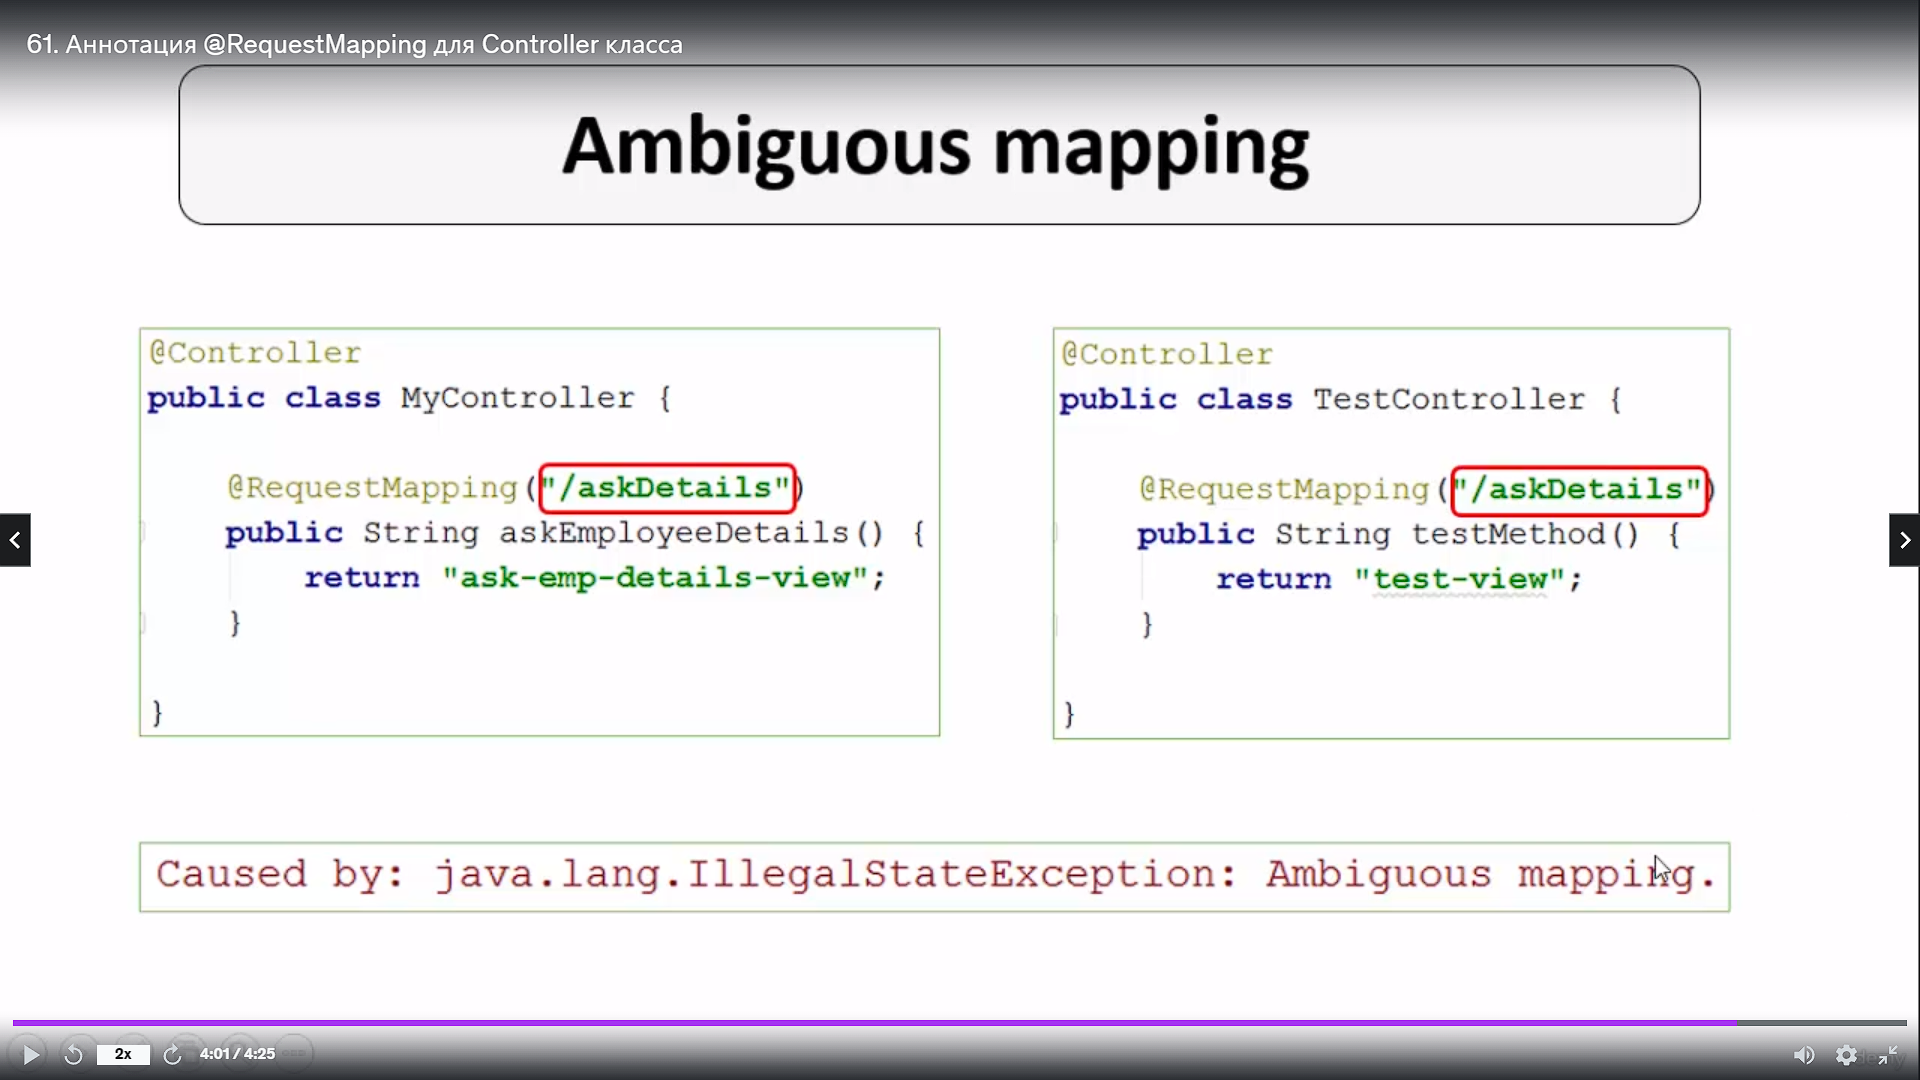 61. Аннотация @RequestMapping для Controller класса
Ambiguous mapping
@Controller
public class MyController {
@RequestMapping("/askDetails")
public String askEmployeeDetails() {
return "ask-emp-details-view";
}
}
@Controller
public class TestController {
@RequestMapping("/askDetails")
public String testMethod() {
return "test-view";
}
}
Caused by: java.lang.IllegalStateException: Ambiguous mapping.
2x
4:01 / 4:25